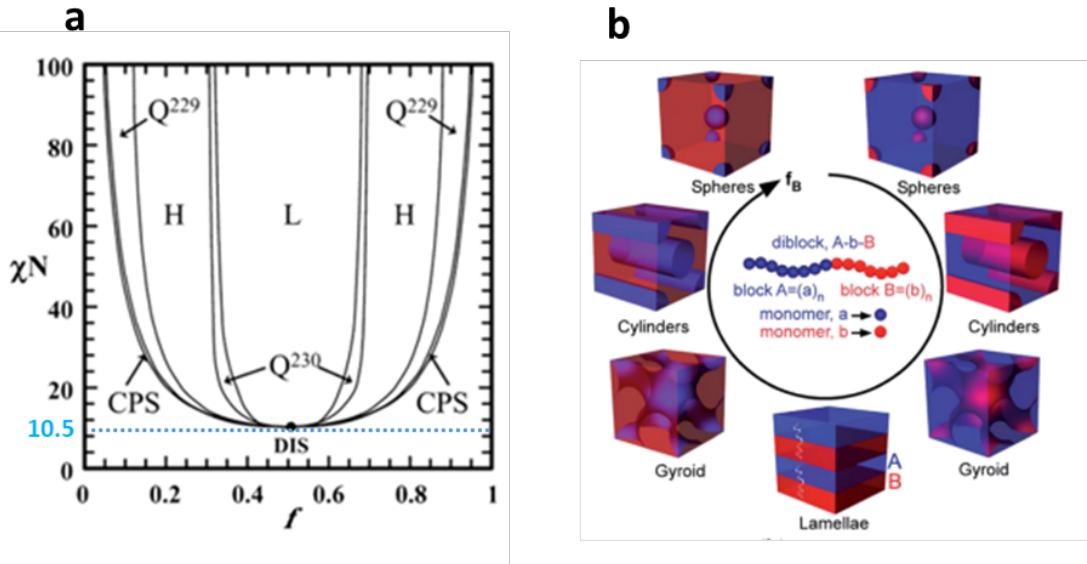 a
100
80
60
40
20
0
χN
10.5
Q229
Q229
H
L
H
Q230
CPS
CPS
DIS
0
0.2
0.4
0.6
0.8
1
f
b
Spheres
fB
Spheres
diblock, A-b-B
block A=(a)n
block B=(b)n
monomer, a
monomer, b
Cylinders
Cylinders
Gyroid
Gyroid
A
B
Lamellae